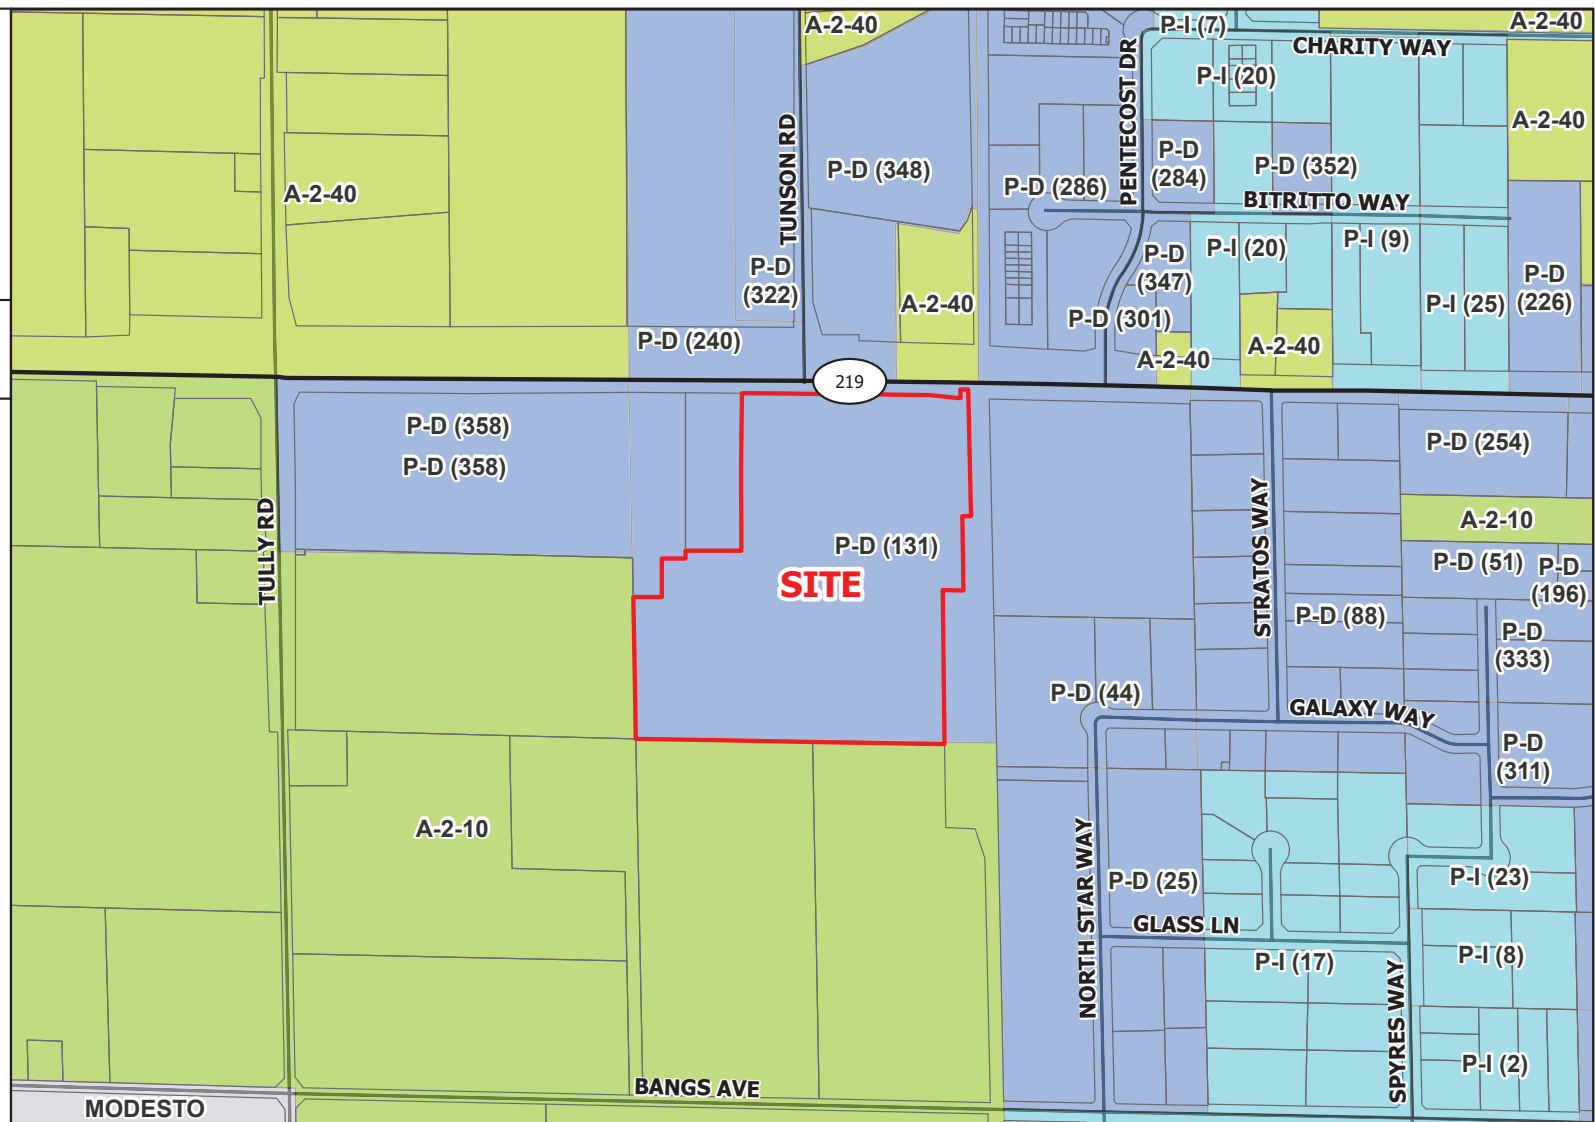 A-2-40
P-I (7)
A-2-40
CHARITY WAY
PENTECOST DR
P-I (20)
A-2-40
TUNSON RD
P-D (348)
P-D
(284)
P-D (352)
A-2-40
P-D (286)
BITRITTO WAY
P-I (20)
P-I (9)
P-D
(347)
P-D
(322)
P-D
(226)
A-2-40
P-I (25)
P-D (301)
P-D (240)
A-2-40
A-2-40
219
P-D (358)
P-D (358)
P-D (254)
TULLY RD
STRATOS WAY
A-2-10
P-D (131)
P-D (51)
P-D
(196)
SITE
P-D (88)
P-D
(333)
P-D (44)
GALAXY WAY
P-D
(311)
A-2-10
NORTH STAR WAY
P-D (25)
P-I (23)
GLASS LN
P-I (17)
P-I (8)
SPYRES WAY
P-I (2)
BANGS AVE
MODESTO